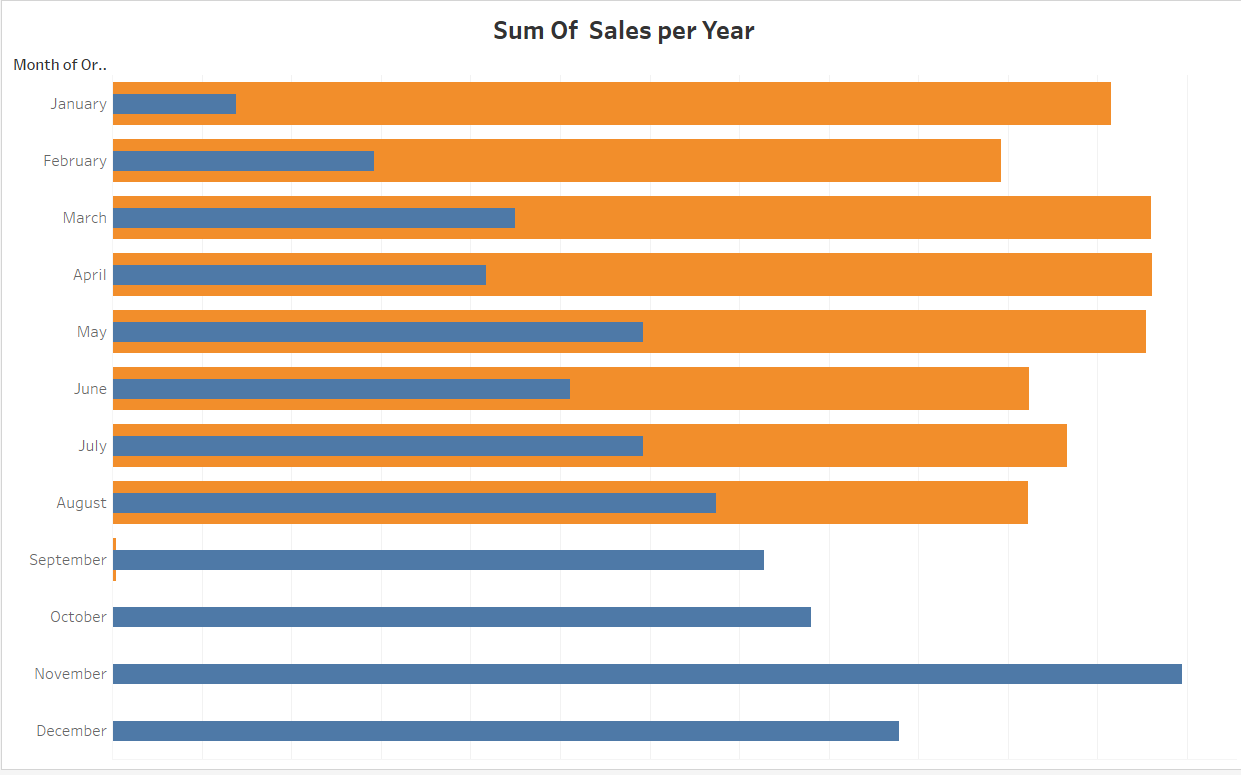 Sum Of  Sales per Year
Month of Or..
January
February
March
April
May
June
July
August
September
October
November
December